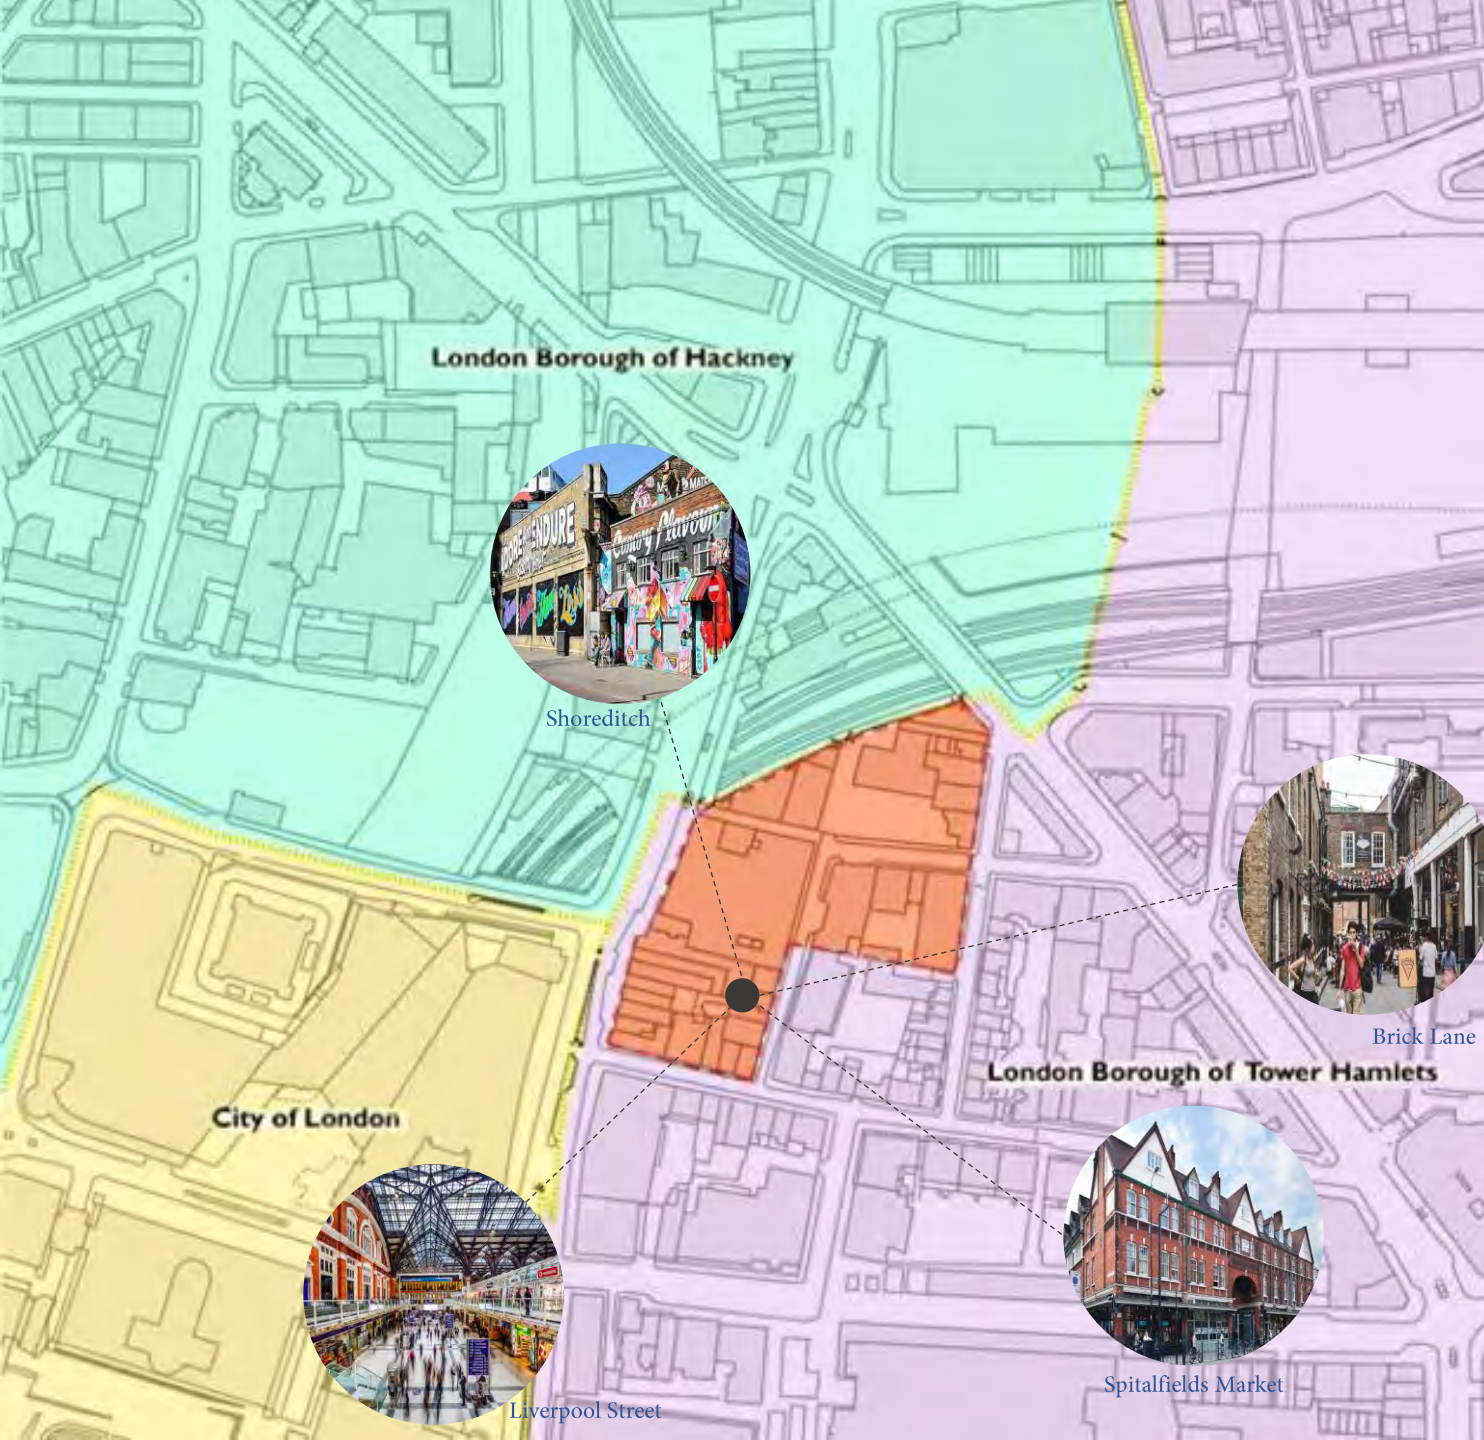 London Borough of Hackney
ENDURE
Shoreditch
Brick Lane
London Borough of Tower Hamlets
City of London
Spitalfields Market
Liverpool Street